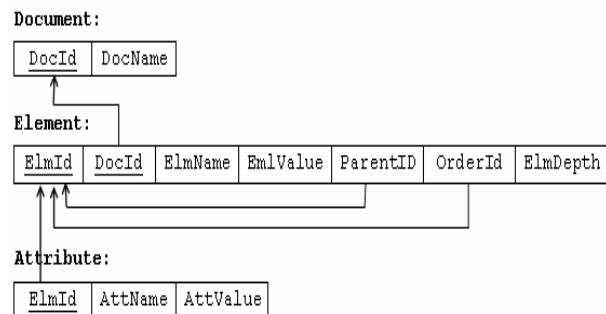 Document:
DocId DocName
Element:
ElmId DocId ElmName EmlValue ParentID OrderId ElmDepth
Attribute:
ElmId AttName AttValue